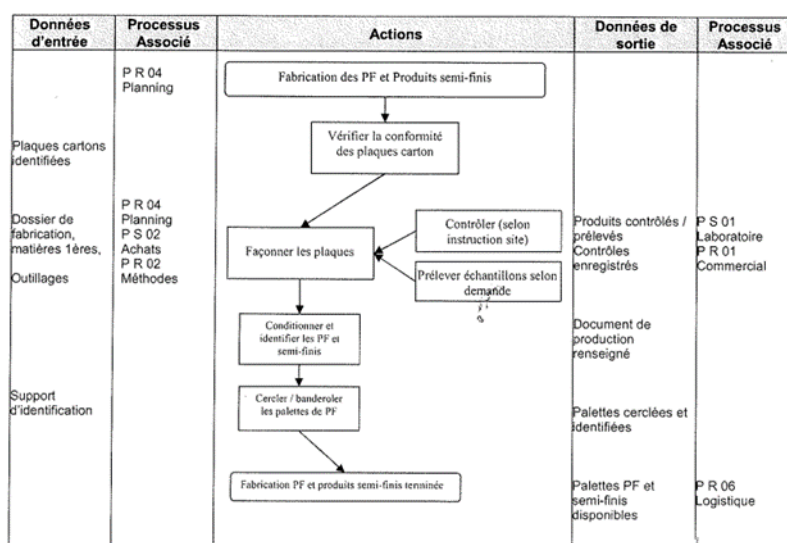 Données d'entrée
Processus Associé
Actions
Données de sortie
Processus Associé
P R 04
Planning
Fabrication des PF et Produits semi-finis
Vérifier la conformité
des plaques carton
Plaques cartons
identifiées
Dossier de
fabrication,
matières 1ères,
Outillages
P R 04
Planning
P S 02
Achats
P R 02
Méthodes
Façonner les plaques
Contrôler (selon
instruction site)
Prélever échantillons selon
demande
Produits contrôlés /
prélevés
Contrôles
enregistrés
P S 01
Laboratoire
P R 01
Commercial
Conditionner et
identifier les PF et
semi-finis
Document de
production
renseigné
Support
d'identification
Cercler / banderoler
les palettes de PF
Palettes cerclées et
identifiées
Fabrication PF et produits semi-finis terminée
Palettes PF et
semi-finis
disponibles
P R 06
Logistique